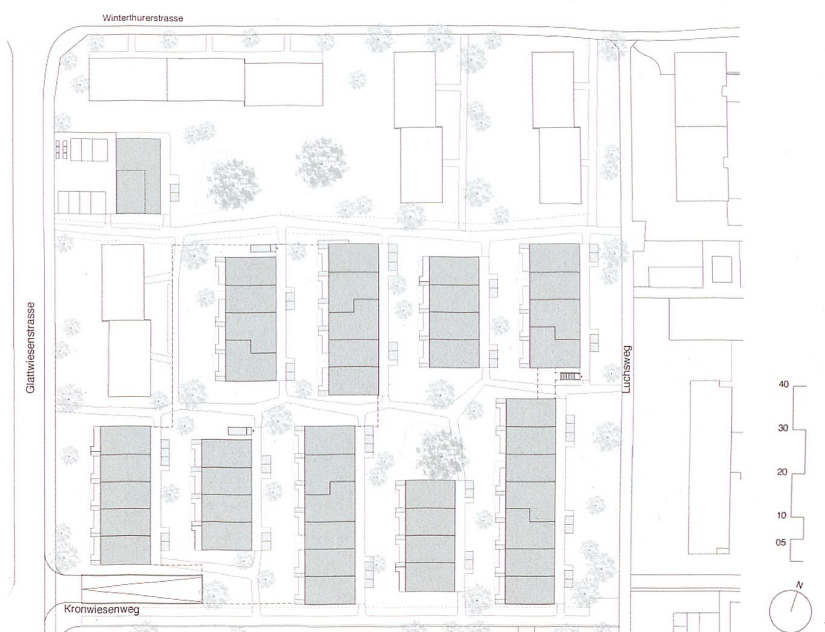 Winterthurerstrasse
Glattwiesenstrasse
Luchsweg
40
30
20
10
05
N
Kronwiesenweg